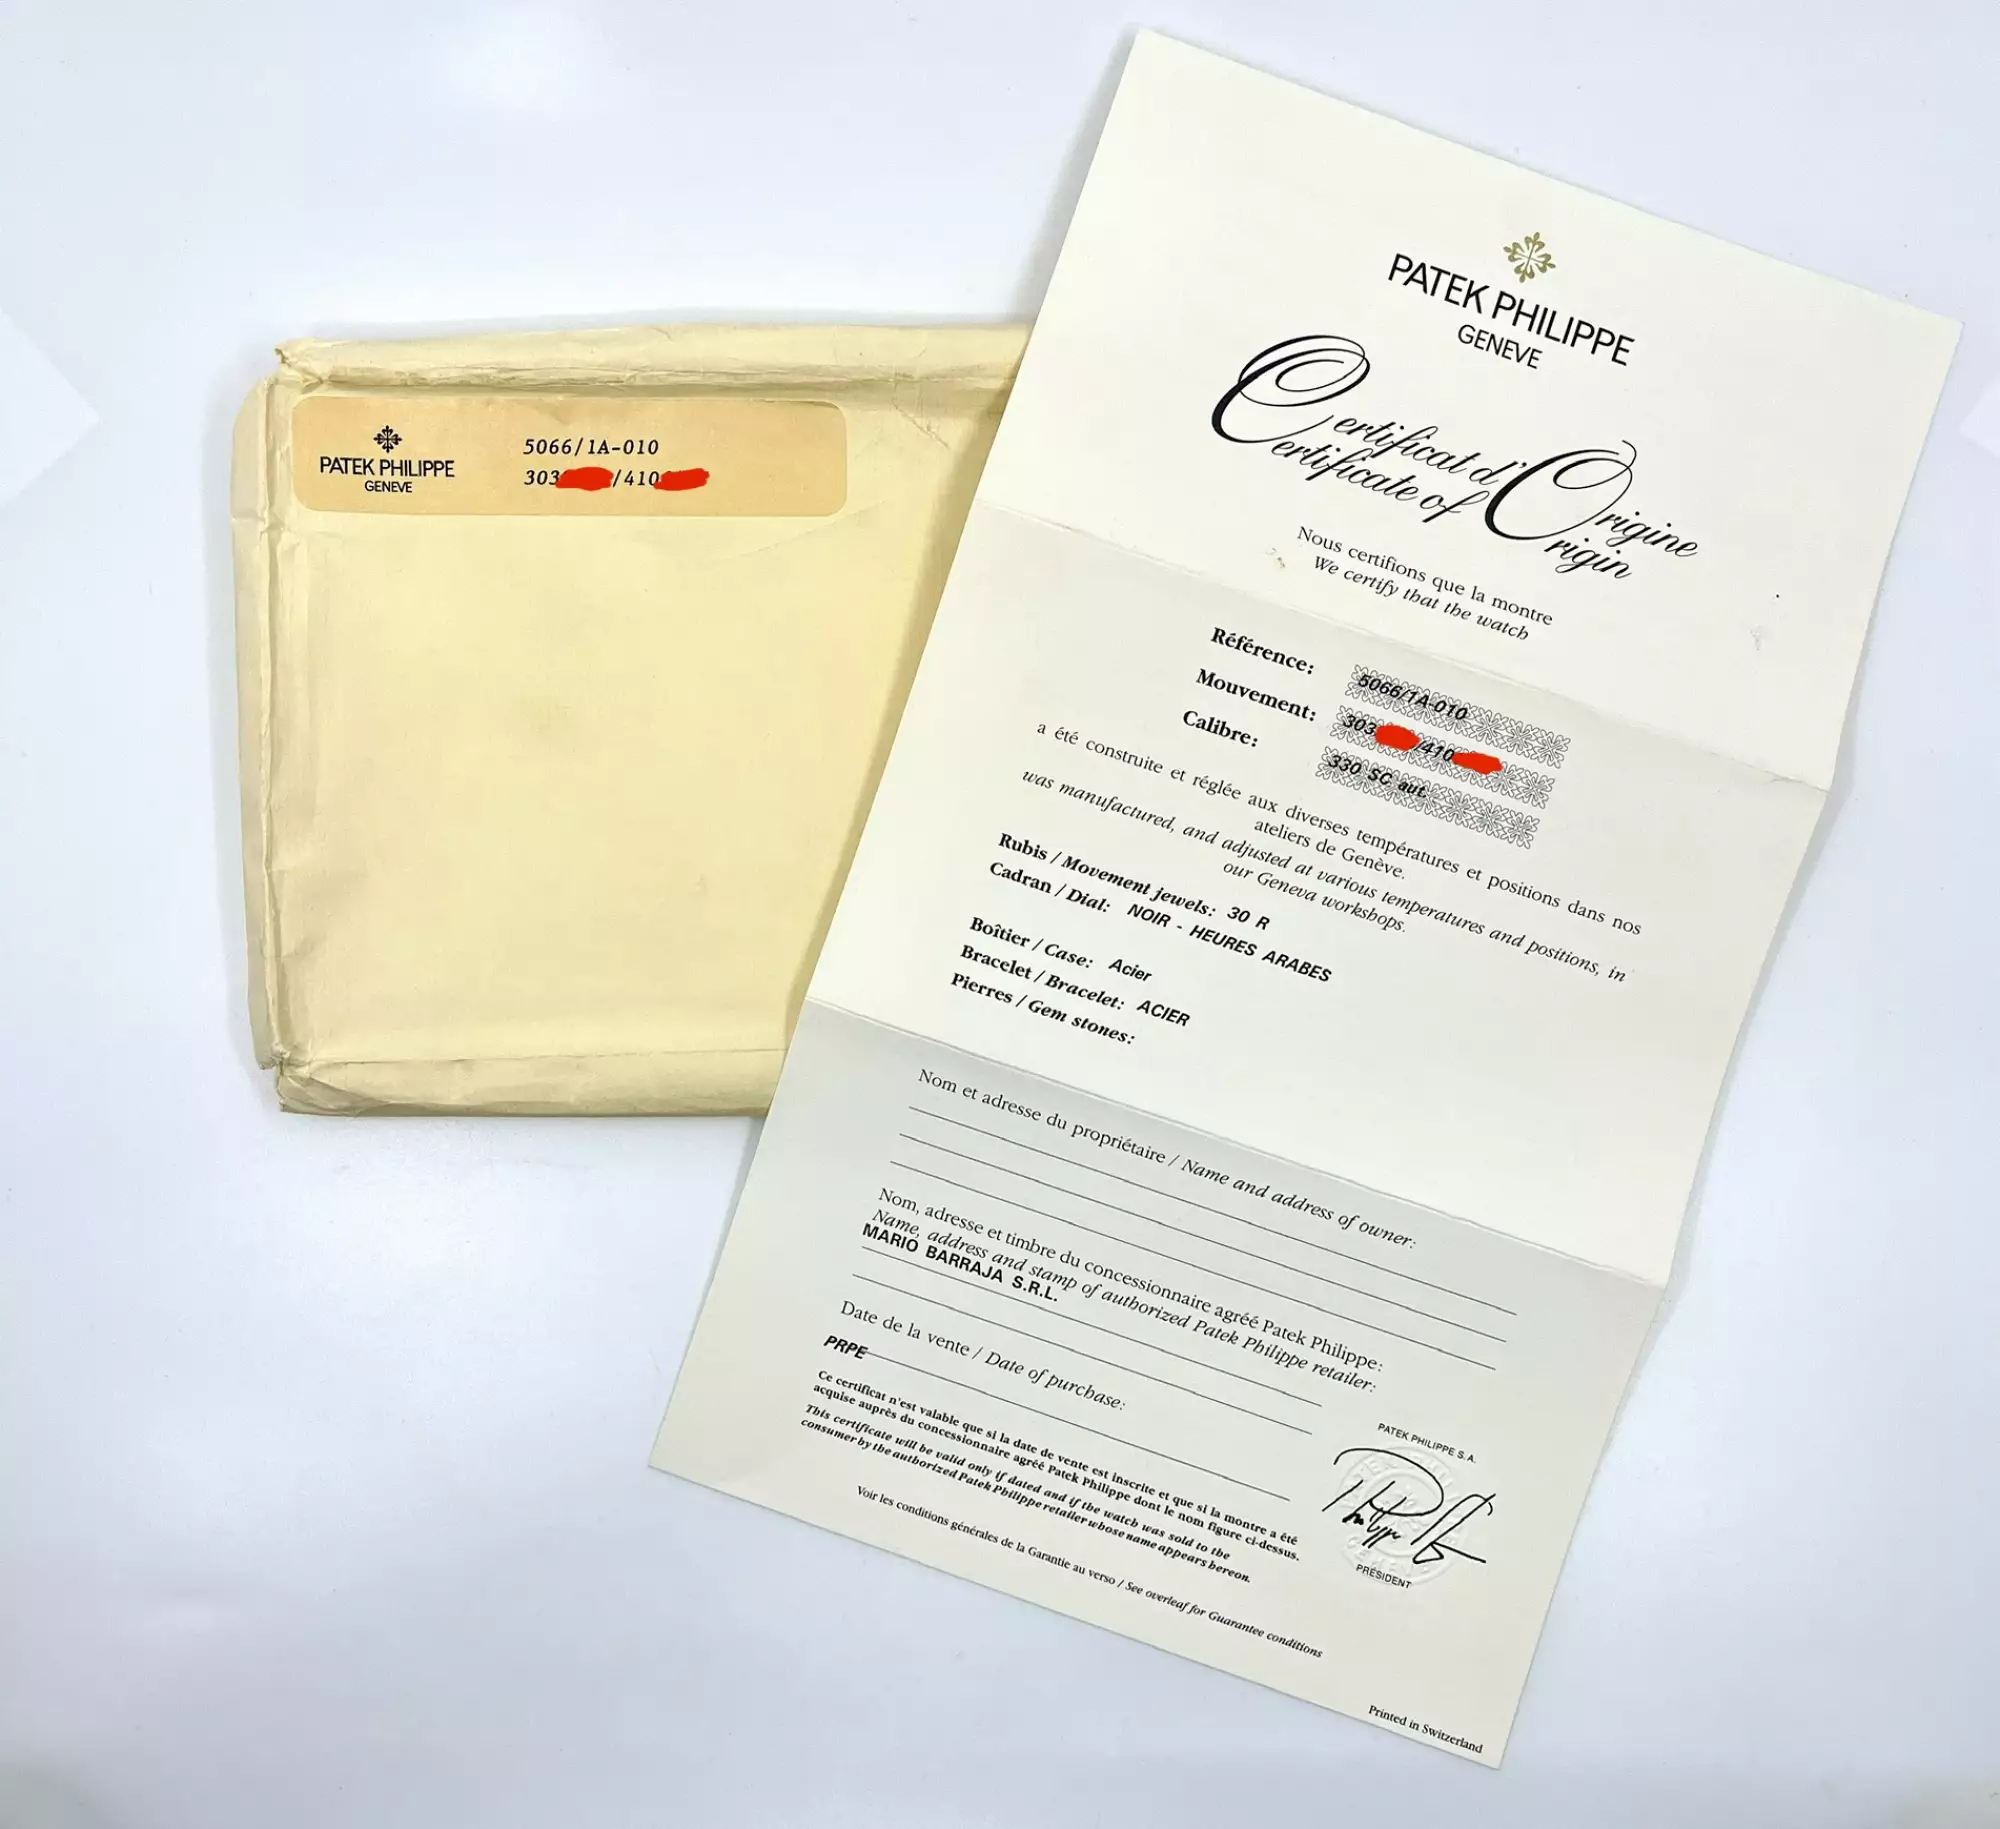 PATEK PHILIPPE
GENEVE
5066/1A-010
303 /410
PATEK PHILIPPE
GENEVE
Certificat d'Origine
Certificate of Origin
Nous certifions que la montre
We certify that the watch
Référence: 5066/1A-010
Mouvement: 303 /410
Calibre: 330 SC aut.
a été construite et réglée aux diverses températures et positions dans nos
ateliers de Genève.
was manufactured, and adjusted at various temperatures and positions, in
our Geneva workshops.
Rubis / Movement jewels: 30 R
Cadran / Dial: NOIR - HEURES ARABES
Boîtier / Case: Acier
Bracelet / Bracelet: ACIER
Pierres / Gem stones:
Nom et adresse du propriétaire / Name and address of owner:
Nom, adresse et timbre du concessionnaire agréé Patek Philippe:
Name, address and stamp of authorized Patek Philippe retailer:
MARIO BARRAJA S.R.L.
Date de la vente / Date of purchase:
PRPE
Ce certificat n'est valable que si la date de vente est inscrite et que si la montre a été
acquise auprès du concessionnaire agréé Patek Philippe dont le nom figure ci-dessus.
This certificate will be valid only if dated and if the watch was sold to the
consumer by the authorized Patek Philippe retailer whose name appears hereon.
PATEK PHILIPPE S.A.
PRÉSIDENT
Voir les conditions générales de la Garantie au verso / See overleaf for Guarantee conditions
Printed in Switzerland